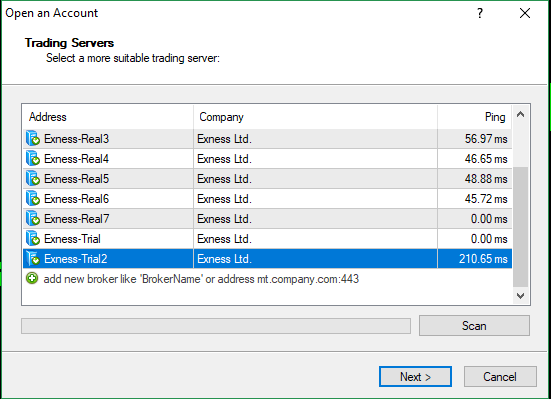 Open an Account
?
Trading Servers
Select a more suitable trading server:
Address Company Ping
Exness-Real3 Exness Ltd. 56.97 ms
Exness-Real4 Exness Ltd. 46.65 ms
Exness-Real5 Exness Ltd. 48.88 ms
Exness-Real6 Exness Ltd. 45.72 ms
Exness-Real7 Exness Ltd. 0.00 ms
Exness-Trial Exness Ltd. 0.00 ms
Exness-Trial2 Exness Ltd. 210.65 ms
add new broker like 'BrokerName' or address mt.company.com:443
Scan
Next > Cancel